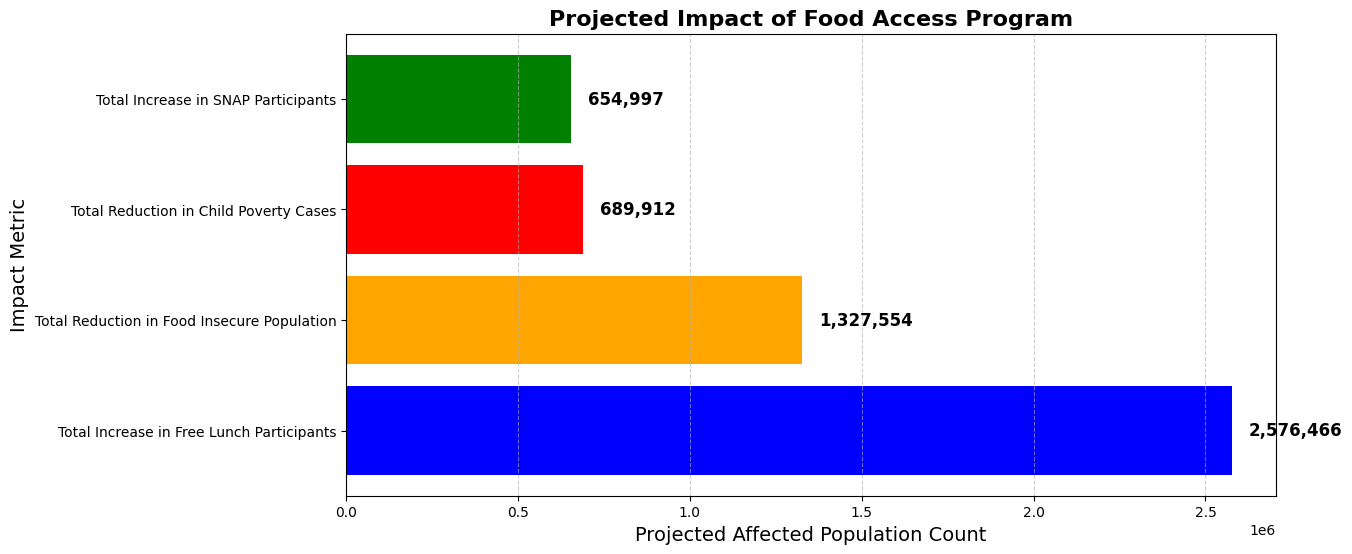 Projected Impact of Food Access Program
Impact Metric
Total Increase in SNAP Participants
654,997
Total Reduction in Child Poverty Cases
689,912
Total Reduction in Food Insecure Population
1,327,554
Total Increase in Free Lunch Participants
2,576,466
0.0 0.5 1.0 1.5 2.0 2.5
1e6
Projected Affected Population Count